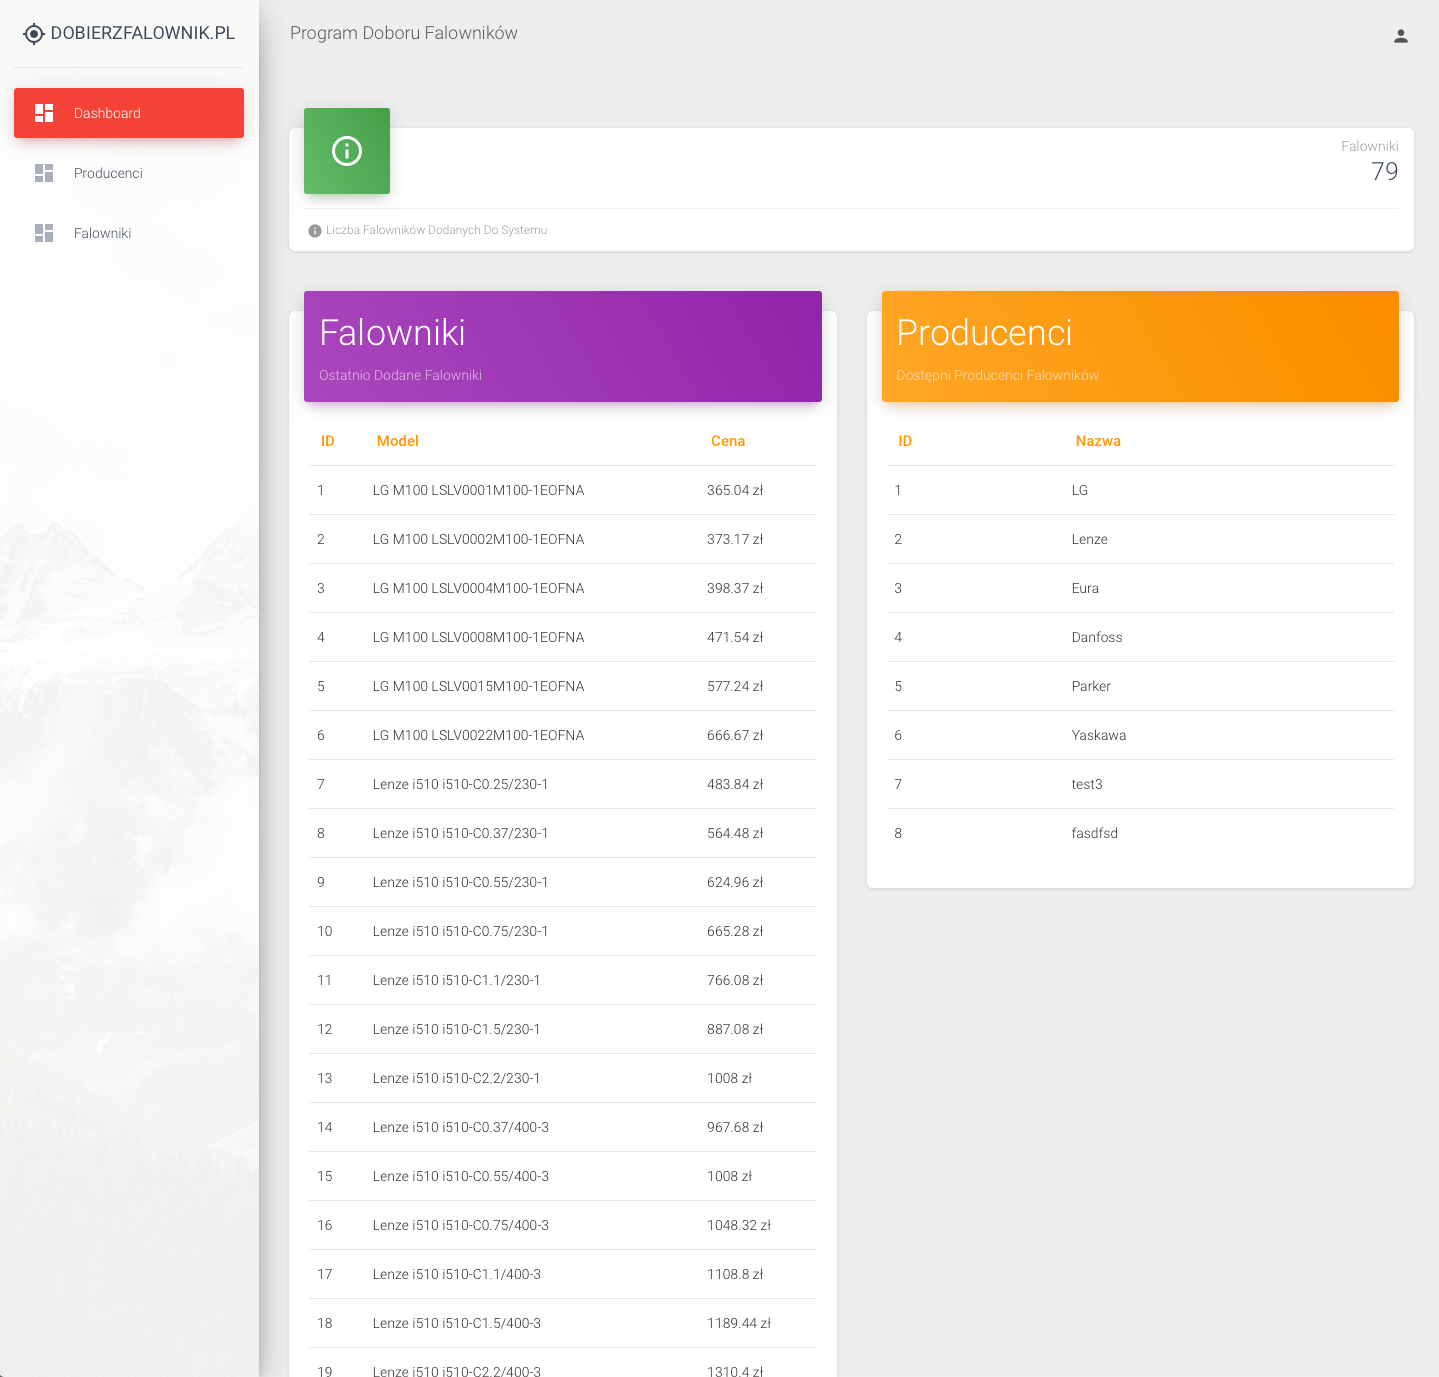 DOBIERZFALOWNIK.PL
Dashboard
Producenci
Falowniki
Program Doboru Falowników
Falowniki
79
Liczba Falowników Dodanych Do Systemu
Falowniki
Ostatnio Dodane Falowniki
ID Model Cena
1 LG M100 LSLV0001M100-1EOFNA 365.04 zł
2 LG M100 LSLV0002M100-1EOFNA 373.17 zł
3 LG M100 LSLV0004M100-1EOFNA 398.37 zł
4 LG M100 LSLV0008M100-1EOFNA 471.54 zł
5 LG M100 LSLV0015M100-1EOFNA 577.24 zł
6 LG M100 LSLV0022M100-1EOFNA 666.67 zł
7 Lenze i510 i510-C0.25/230-1 483.84 zł
8 Lenze i510 i510-C0.37/230-1 564.48 zł
9 Lenze i510 i510-C0.55/230-1 624.96 zł
10 Lenze i510 i510-C0.75/230-1 665.28 zł
11 Lenze i510 i510-C1.1/230-1 766.08 zł
12 Lenze i510 i510-C1.5/230-1 887.08 zł
13 Lenze i510 i510-C2.2/230-1 1008 zł
14 Lenze i510 i510-C0.37/400-3 967.68 zł
15 Lenze i510 i510-C0.55/400-3 1008 zł
16 Lenze i510 i510-C0.75/400-3 1048.32 zł
17 Lenze i510 i510-C1.1/400-3 1108.8 zł
18 Lenze i510 i510-C1.5/400-3 1189.44 zł
19 Lenze i510 i510-C2.2/400-3 1310.4 zł
Producenci
Dostępni Producenci Falowników
ID Nazwa
1 LG
2 Lenze
3 Eura
4 Danfoss
5 Parker
6 Yaskawa
7 test3
8 fasdfsd